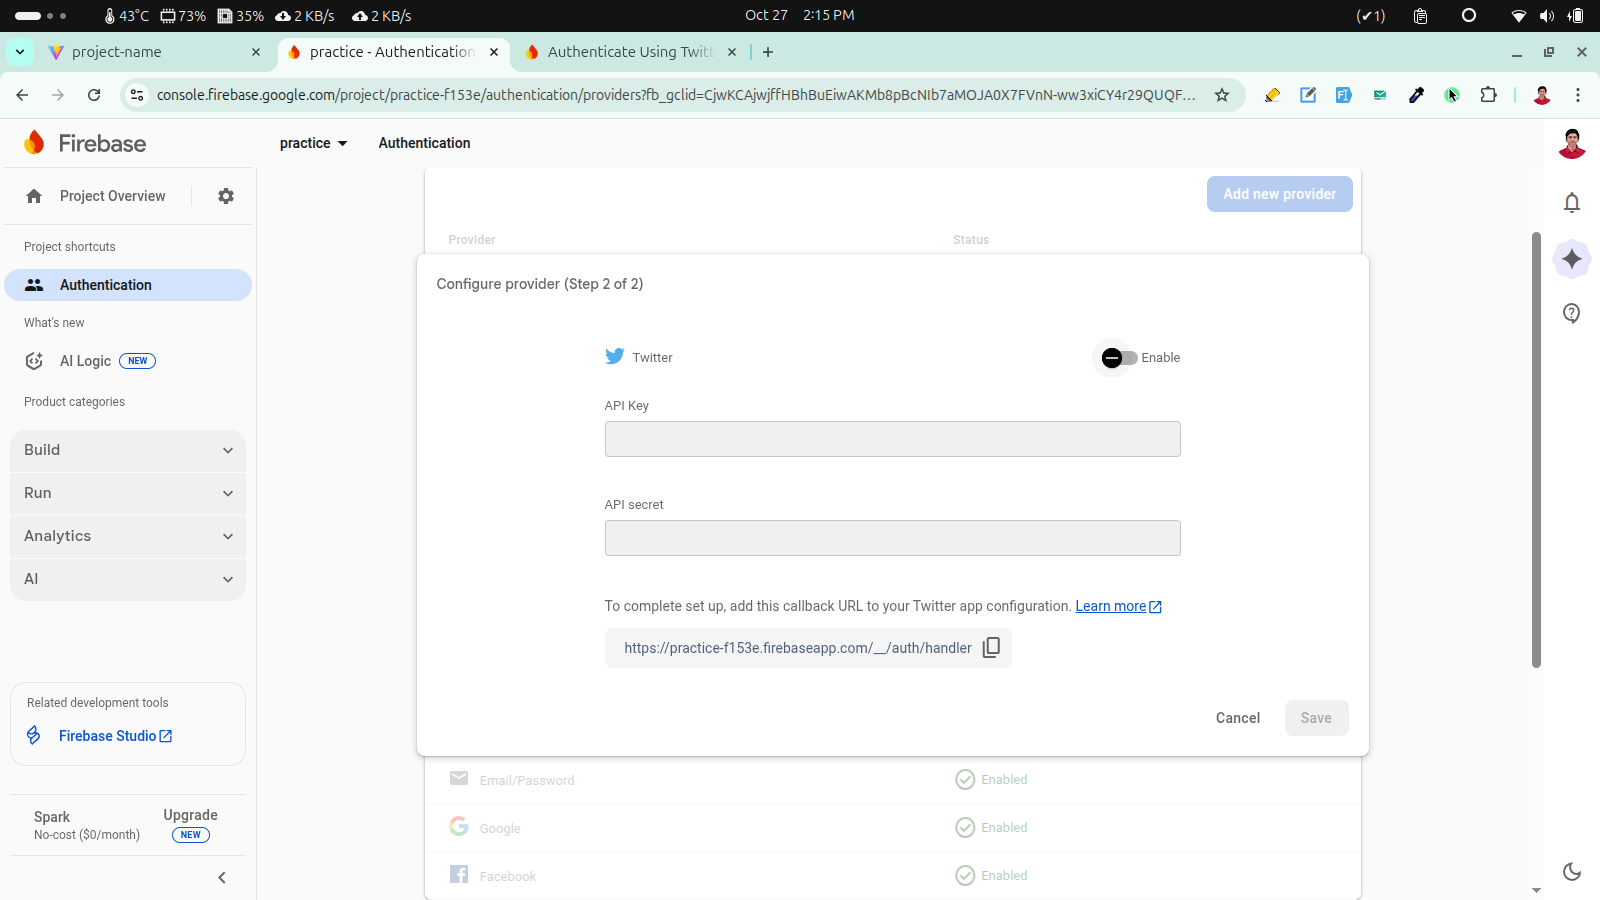 43°C 73% 35% 2 KB/s 2 KB/s Oct 27 2:15 PM (✔1)
project-name practice - Authentication Authenticate Using Twitt
console.firebase.google.com/project/practice-f153e/authentication/providers?fb_gclid=CjwKCAjwjffHBhBuEiwAKMb8pBcNIb7aMOJA0X7FVnN-ww3xiCY4r29QUQF...
Firebase practice Authentication
Project Overview
Add new provider
Provider Status
Project shortcuts
Authentication
What's new
AI Logic NEW
Product categories
Build
Run
Analytics
AI
Related development tools
Firebase Studio
Spark
No-cost ($0/month)
Upgrade
NEW
Configure provider (Step 2 of 2)
Twitter Enable
API Key
API secret
To complete set up, add this callback URL to your Twitter app configuration. Learn more
https://practice-f153e.firebaseapp.com/__/auth/handler
Cancel Save
Email/Password Enabled
Google Enabled
Facebook Enabled